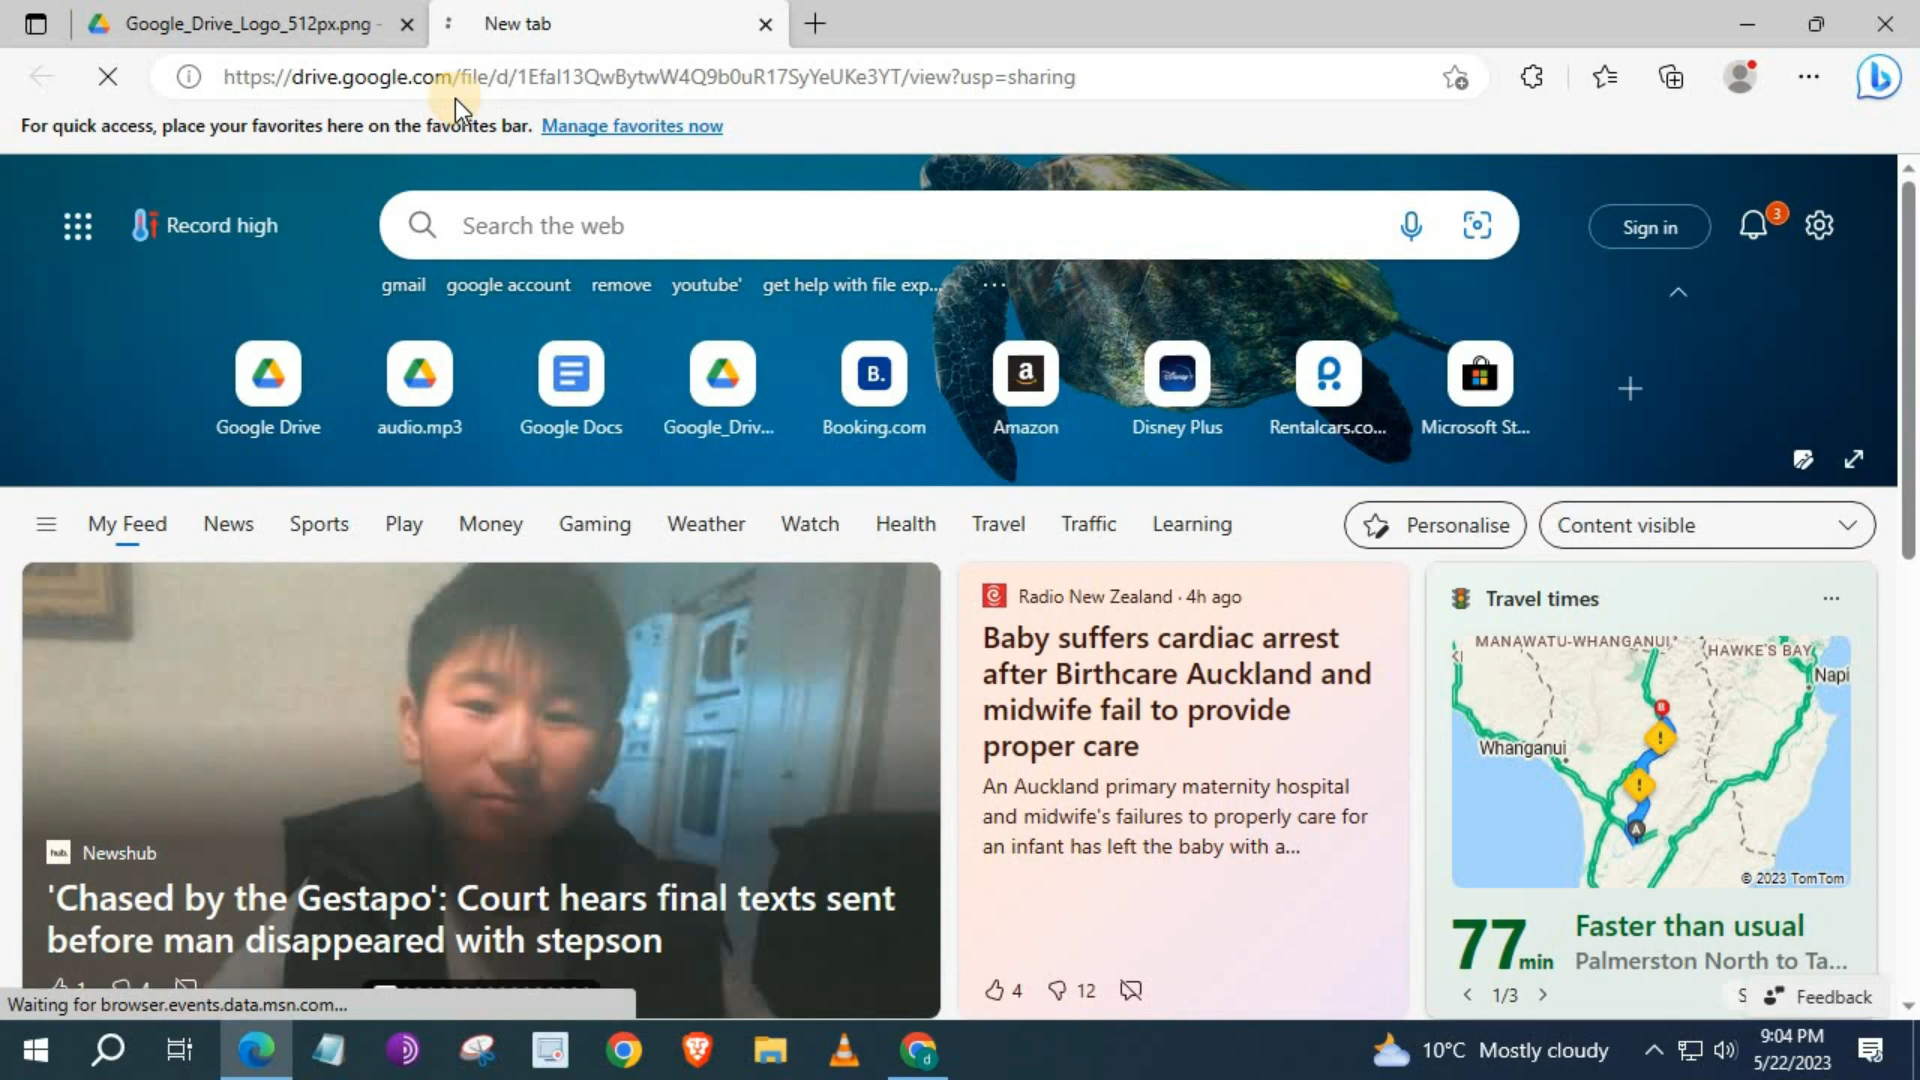 Google_Drive_Logo_512px.png -
New tab
https://drive.google.com/file/d/1Efal13QwBytwW4Q9b0uR17SyYeUKe3YT/view?usp=sharing
For quick access, place your favorites here on the favorites bar. Manage favorites now
Record high
Search the web
Sign in
3
gmail google account remove youtube' get help with file exp... ...
B.
a
Disney+
Google Drive audio.mp3 Google Docs Google_Driv... Booking.com Amazon Disney Plus Rentalcars.co... Microsoft St...
My Feed News Sports Play Money Gaming Weather Watch Health Travel Traffic Learning
Personalise
Content visible
hub.
Newshub
'Chased by the Gestapo': Court hears final texts sent
before man disappeared with stepson
Radio New Zealand · 4h ago
Baby suffers cardiac arrest
after Birthcare Auckland and
midwife fail to provide
proper care
An Auckland primary maternity hospital
and midwife's failures to properly care for
an infant has left the baby with a...
4 12
Travel times
MANAWATU-WHANGANUI
HAWKE'S BAY
Napi
B
Whanganui
A
© 2023 TomTom
77 min
Faster than usual
Palmerston North to Ta...
1/3
S
Feedback
Waiting for browser.events.data.msn.com...
10°C Mostly cloudy
9:04 PM
5/22/2023